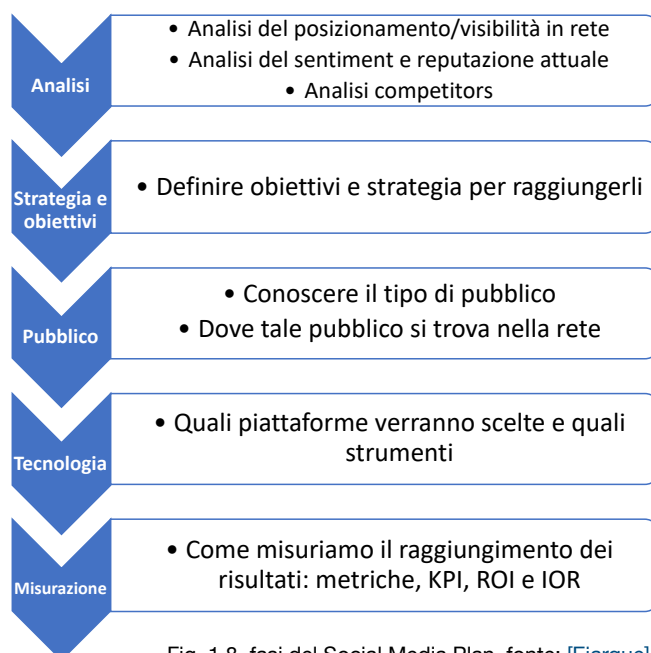 Analisi
• Analisi del posizionamento/visibilità in rete
• Analisi del sentiment e reputazione attuale
• Analisi competitors
Strategia e
obiettivi
• Definire obiettivi e strategia per raggiungerli
Pubblico
• Conoscere il tipo di pubblico
• Dove tale pubblico si trova nella rete
Tecnologia
• Quali piattaforme verranno scelte e quali
strumenti
Misurazione
• Come misuriamo il raggiungimento dei
risultati: metriche, KPI, ROI e IOR
Fig. 1.8, fasi del Social Media Plan, fonte: [Ejarque]